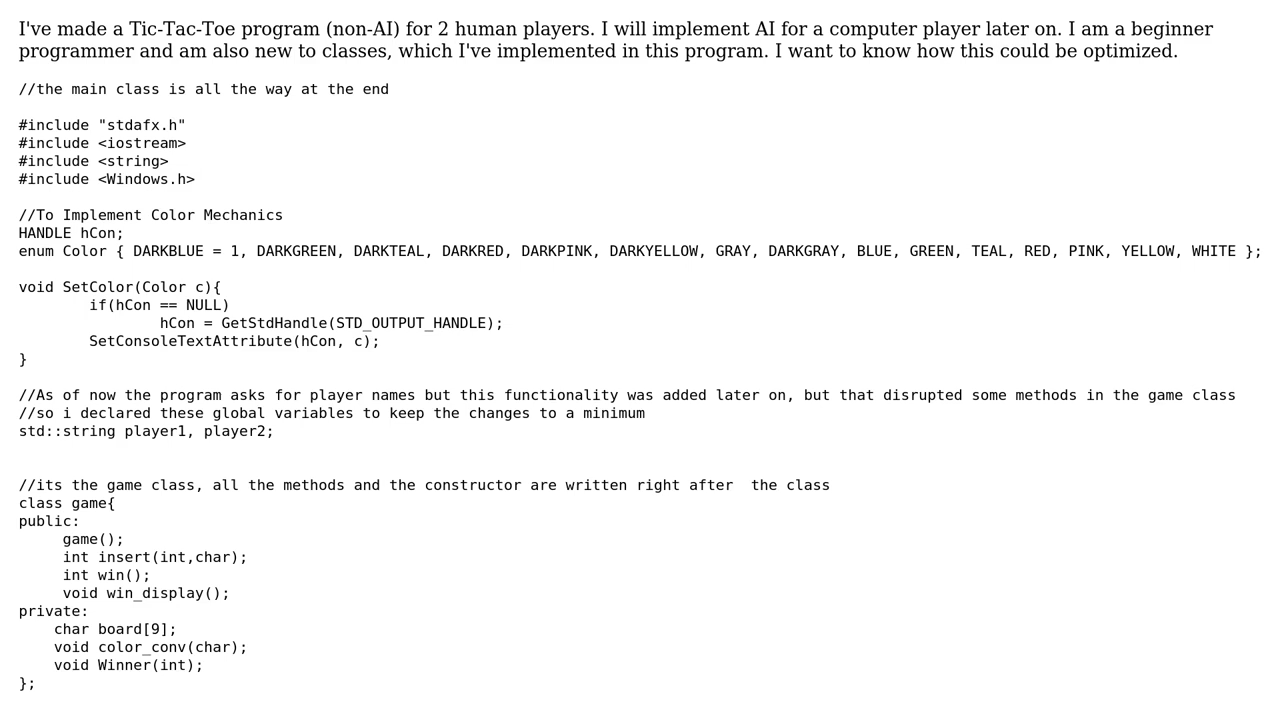 I've made a Tic-Tac-Toe program (non-AI) for 2 human players. I will implement AI for a computer player later on. I am a beginner
programmer and am also new to classes, which I've implemented in this program. I want to know how this could be optimized.
//the main class is all the way at the end
#include "stdafx.h"
#include <iostream>
#include <string>
#include <Windows.h>
//To Implement Color Mechanics
HANDLE hCon;
enum Color { DARKBLUE = 1, DARKGREEN, DARKTEAL, DARKRED, DARKPINK, DARKYELLOW, GRAY, DARKGRAY, BLUE, GREEN, TEAL, RED, PINK, YELLOW, WHITE };
void SetColor(Color c){
        if(hCon == NULL)
                hCon = GetStdHandle(STD_OUTPUT_HANDLE);
        SetConsoleTextAttribute(hCon, c);
}
//As of now the program asks for player names but this functionality was added later on, but that disrupted some methods in the game class
//so i declared these global variables to keep the changes to a minimum
std::string player1, player2;
//its the game class, all the methods and the constructor are written right after  the class
class game{
public:
     game();
     int insert(int,char);
     int win();
     void win_display();
private:
    char board[9];
    void color_conv(char);
    void Winner(int);
};